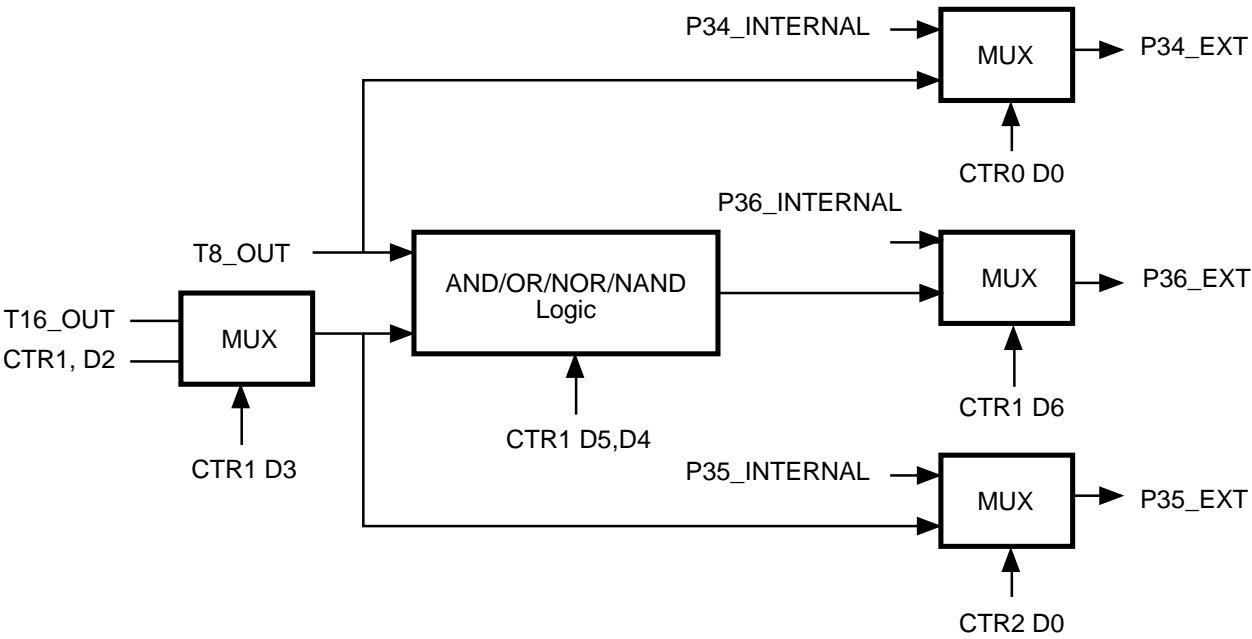 P34_INTERNAL
MUX
P34_EXT
CTR0 D0
P36_INTERNAL
T8_OUT
AND/OR/NOR/NAND
Logic
MUX
P36_EXT
T16_OUT
MUX
CTR1, D2
CTR1 D6
CTR1 D5,D4
CTR1 D3
P35_INTERNAL
MUX
P35_EXT
CTR2 D0